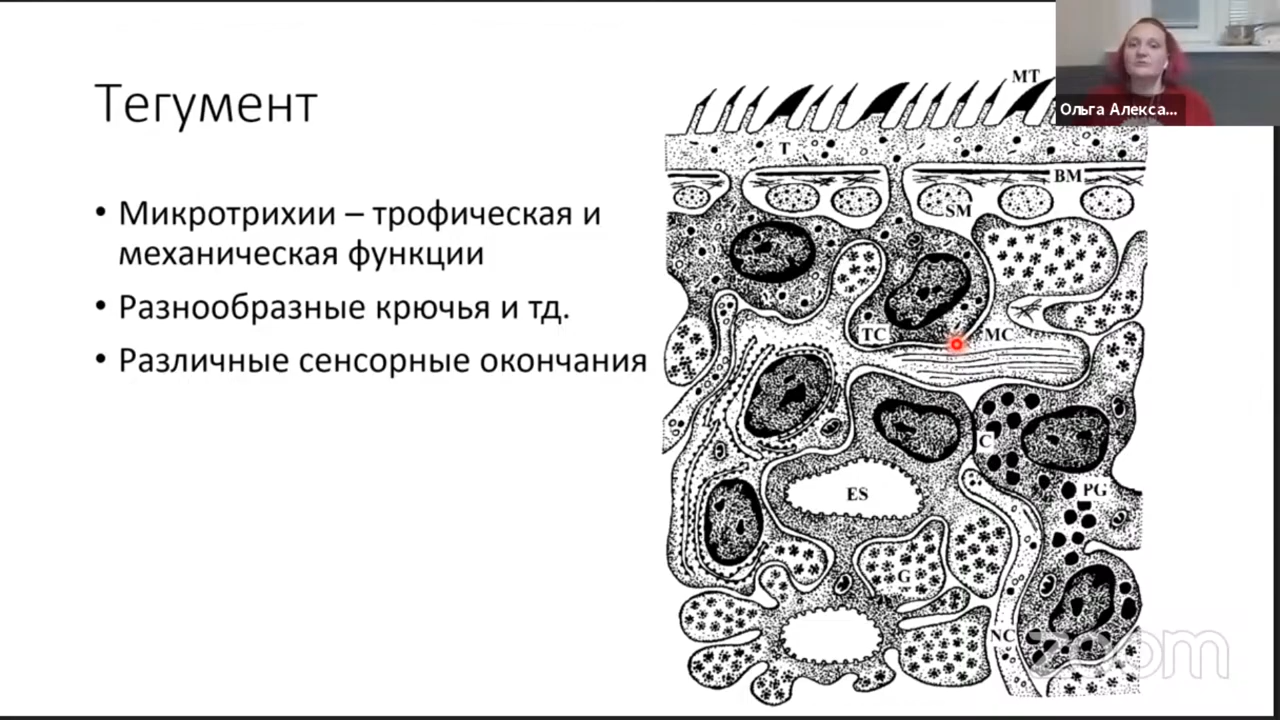 Тегумент
• Микротрихии – трофическая и
механическая функции
• Разнообразные крючья и тд.
• Различные сенсорные окончания
MT
Ольга Алекса...
T
BM
SM
TC
MC
C
ES
PG
G
NC
zoom